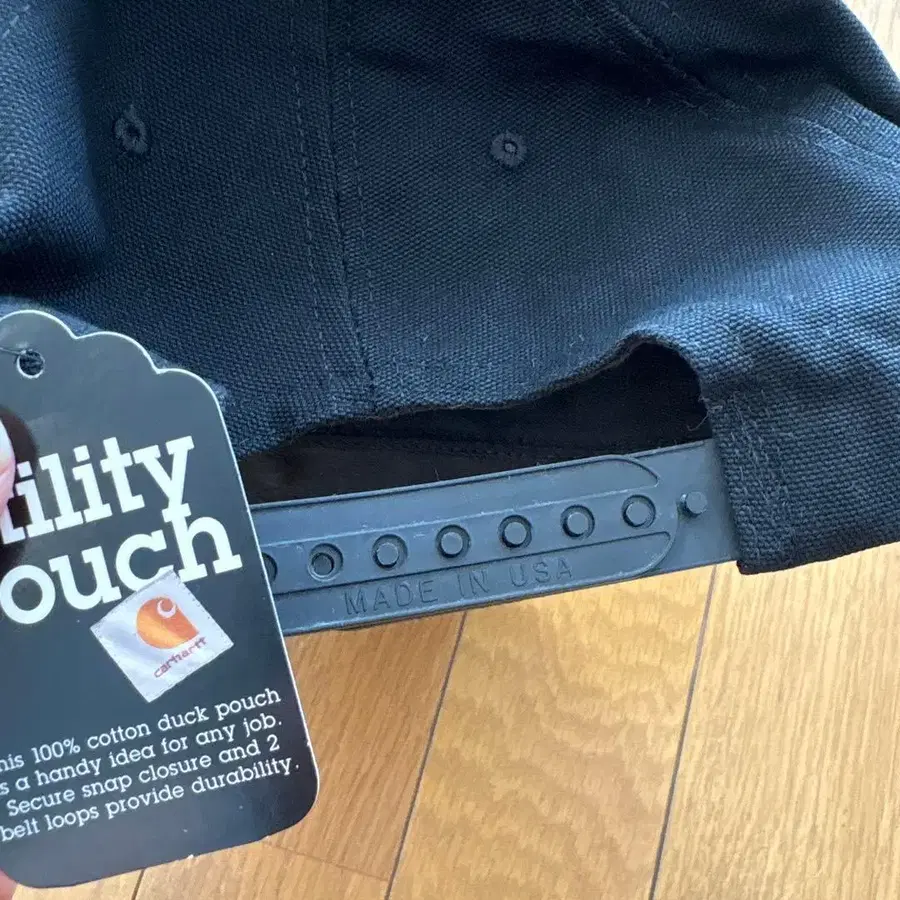 ility
ouch
carhartt
his 100% cotton duck pouch
s a handy idea for any job.
Secure snap closure and 2
belt loops provide durability.
MADE IN USA